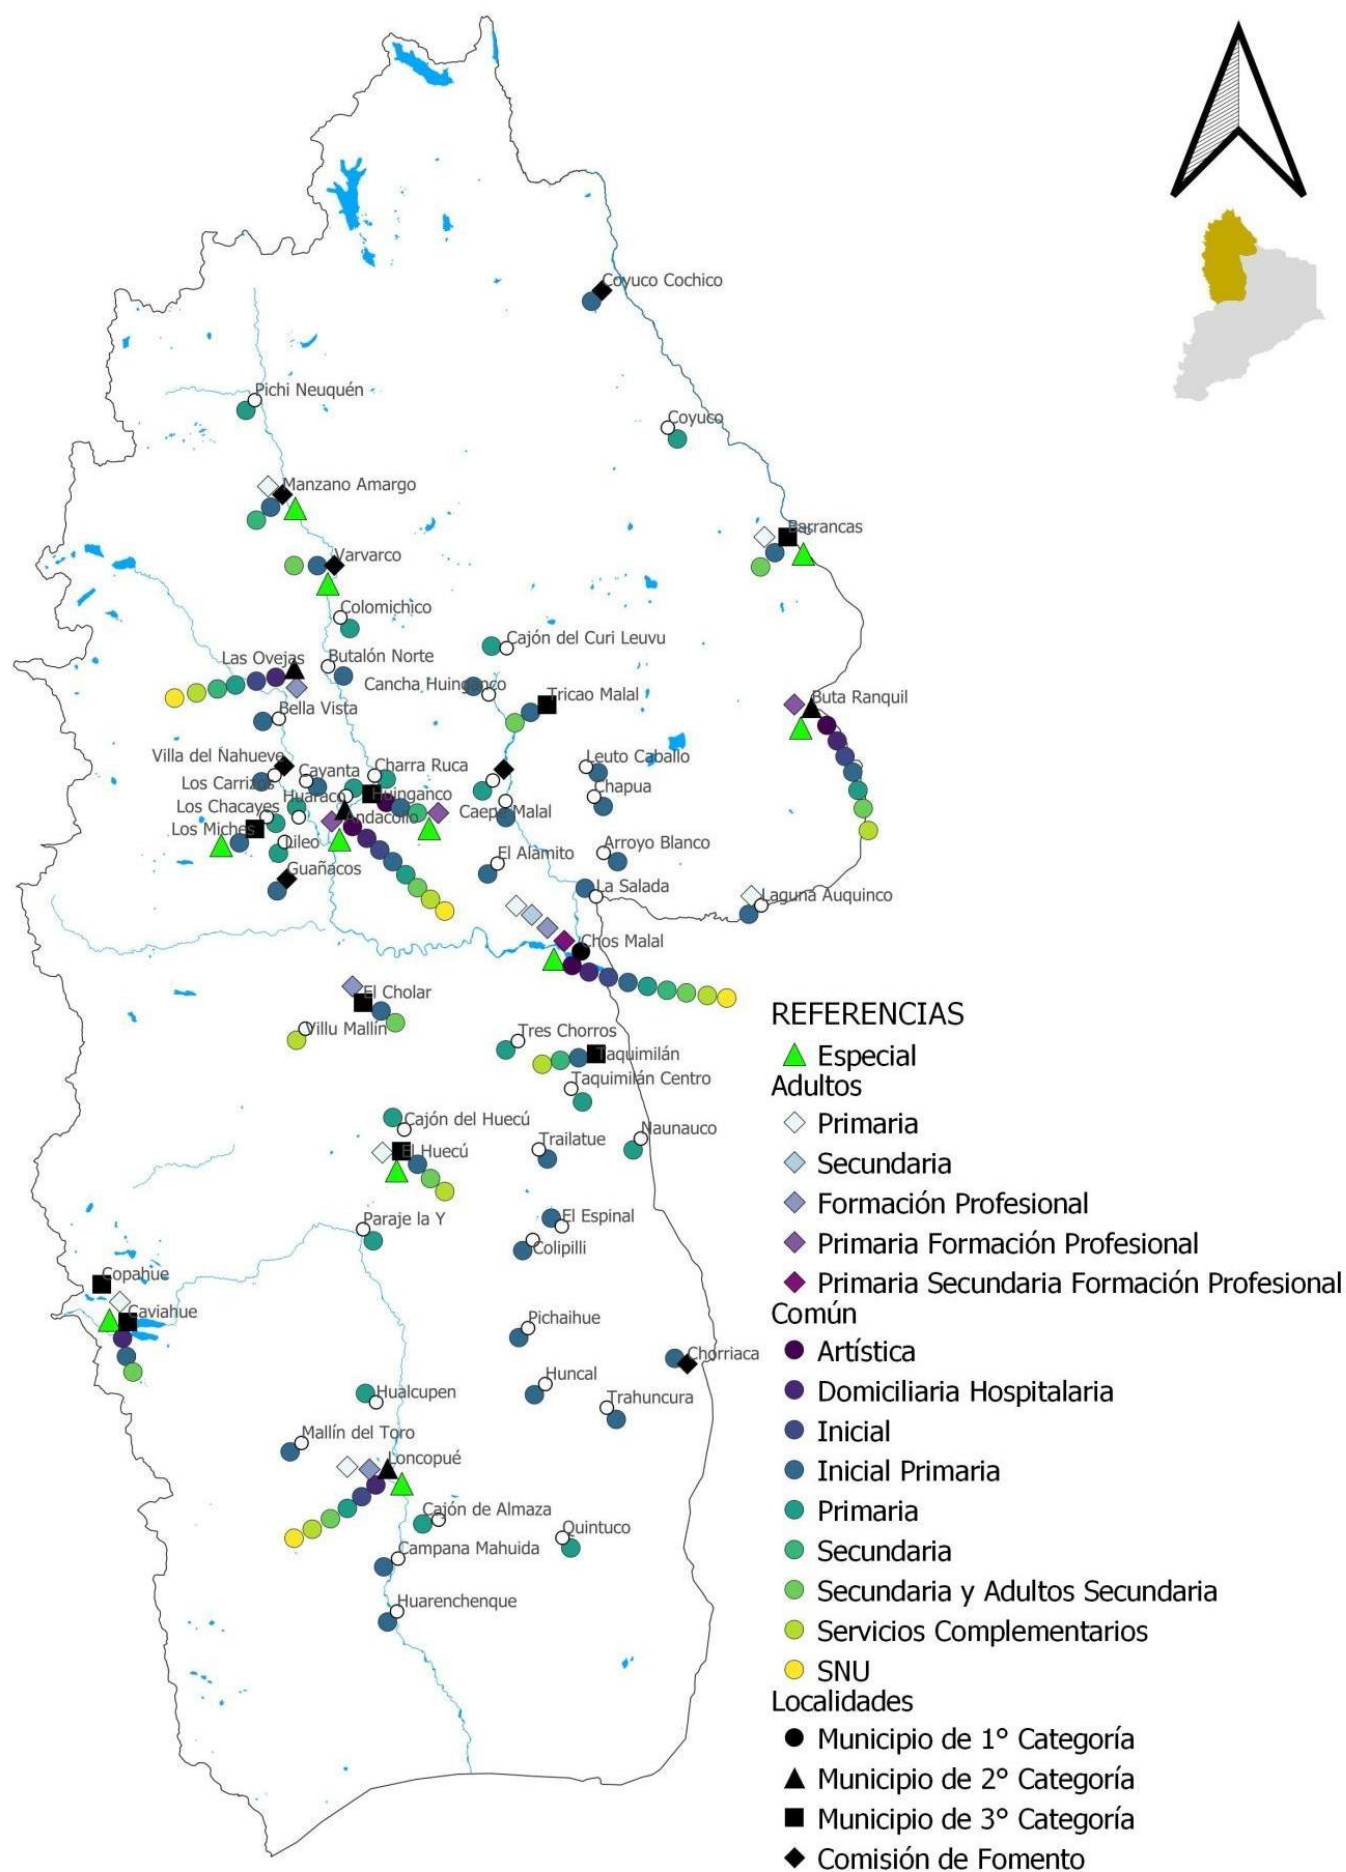 Coyuco Cochico
Pichi Neuquén
Coyuco
Manzano Amargo
Barrancas
Varvarco
Colomichico
Cajón del Curi Leuvu
Butalón Norte
Las Ovejas
Cancha Huinganco
Tricao Malal
Buta Ranquil
Bella Vista
Villa del Nahueve
Cayanta
Charra Ruca
Leuto Caballo
Los Carrizos
Huaraco
Huinganco
Chapua
Los Chacayes
Andacollo
Caepe Malal
Los Miches
Lileo
Arroyo Blanco
Guañacos
El Alamito
La Salada
Laguna Auquinco
Chos Malal
El Cholar
Villu Mallín
Tres Chorros
Taquimilán
Taquimilán Centro
Cajón del Huecú
Naunauco
El Huecú
Trailatue
Paraje la Y
El Espinal
Colipilli
Copahue
Caviahue
Pichaihue
Chorriaca
Hualcupen
Huncal
Trahuncura
Mallín del Toro
Loncopué
Cajón de Almaza
Quintuco
Campana Mahuida
Huarenchenque
REFERENCIAS
Especial
Adultos
Primaria
Secundaria
Formación Profesional
Primaria Formación Profesional
Primaria Secundaria Formación Profesional
Común
Artística
Domiciliaria Hospitalaria
Inicial
Inicial Primaria
Primaria
Secundaria
Secundaria y Adultos Secundaria
Servicios Complementarios
SNU
Localidades
Municipio de 1° Categoría
Municipio de 2° Categoría
Municipio de 3° Categoría
Comisión de Fomento